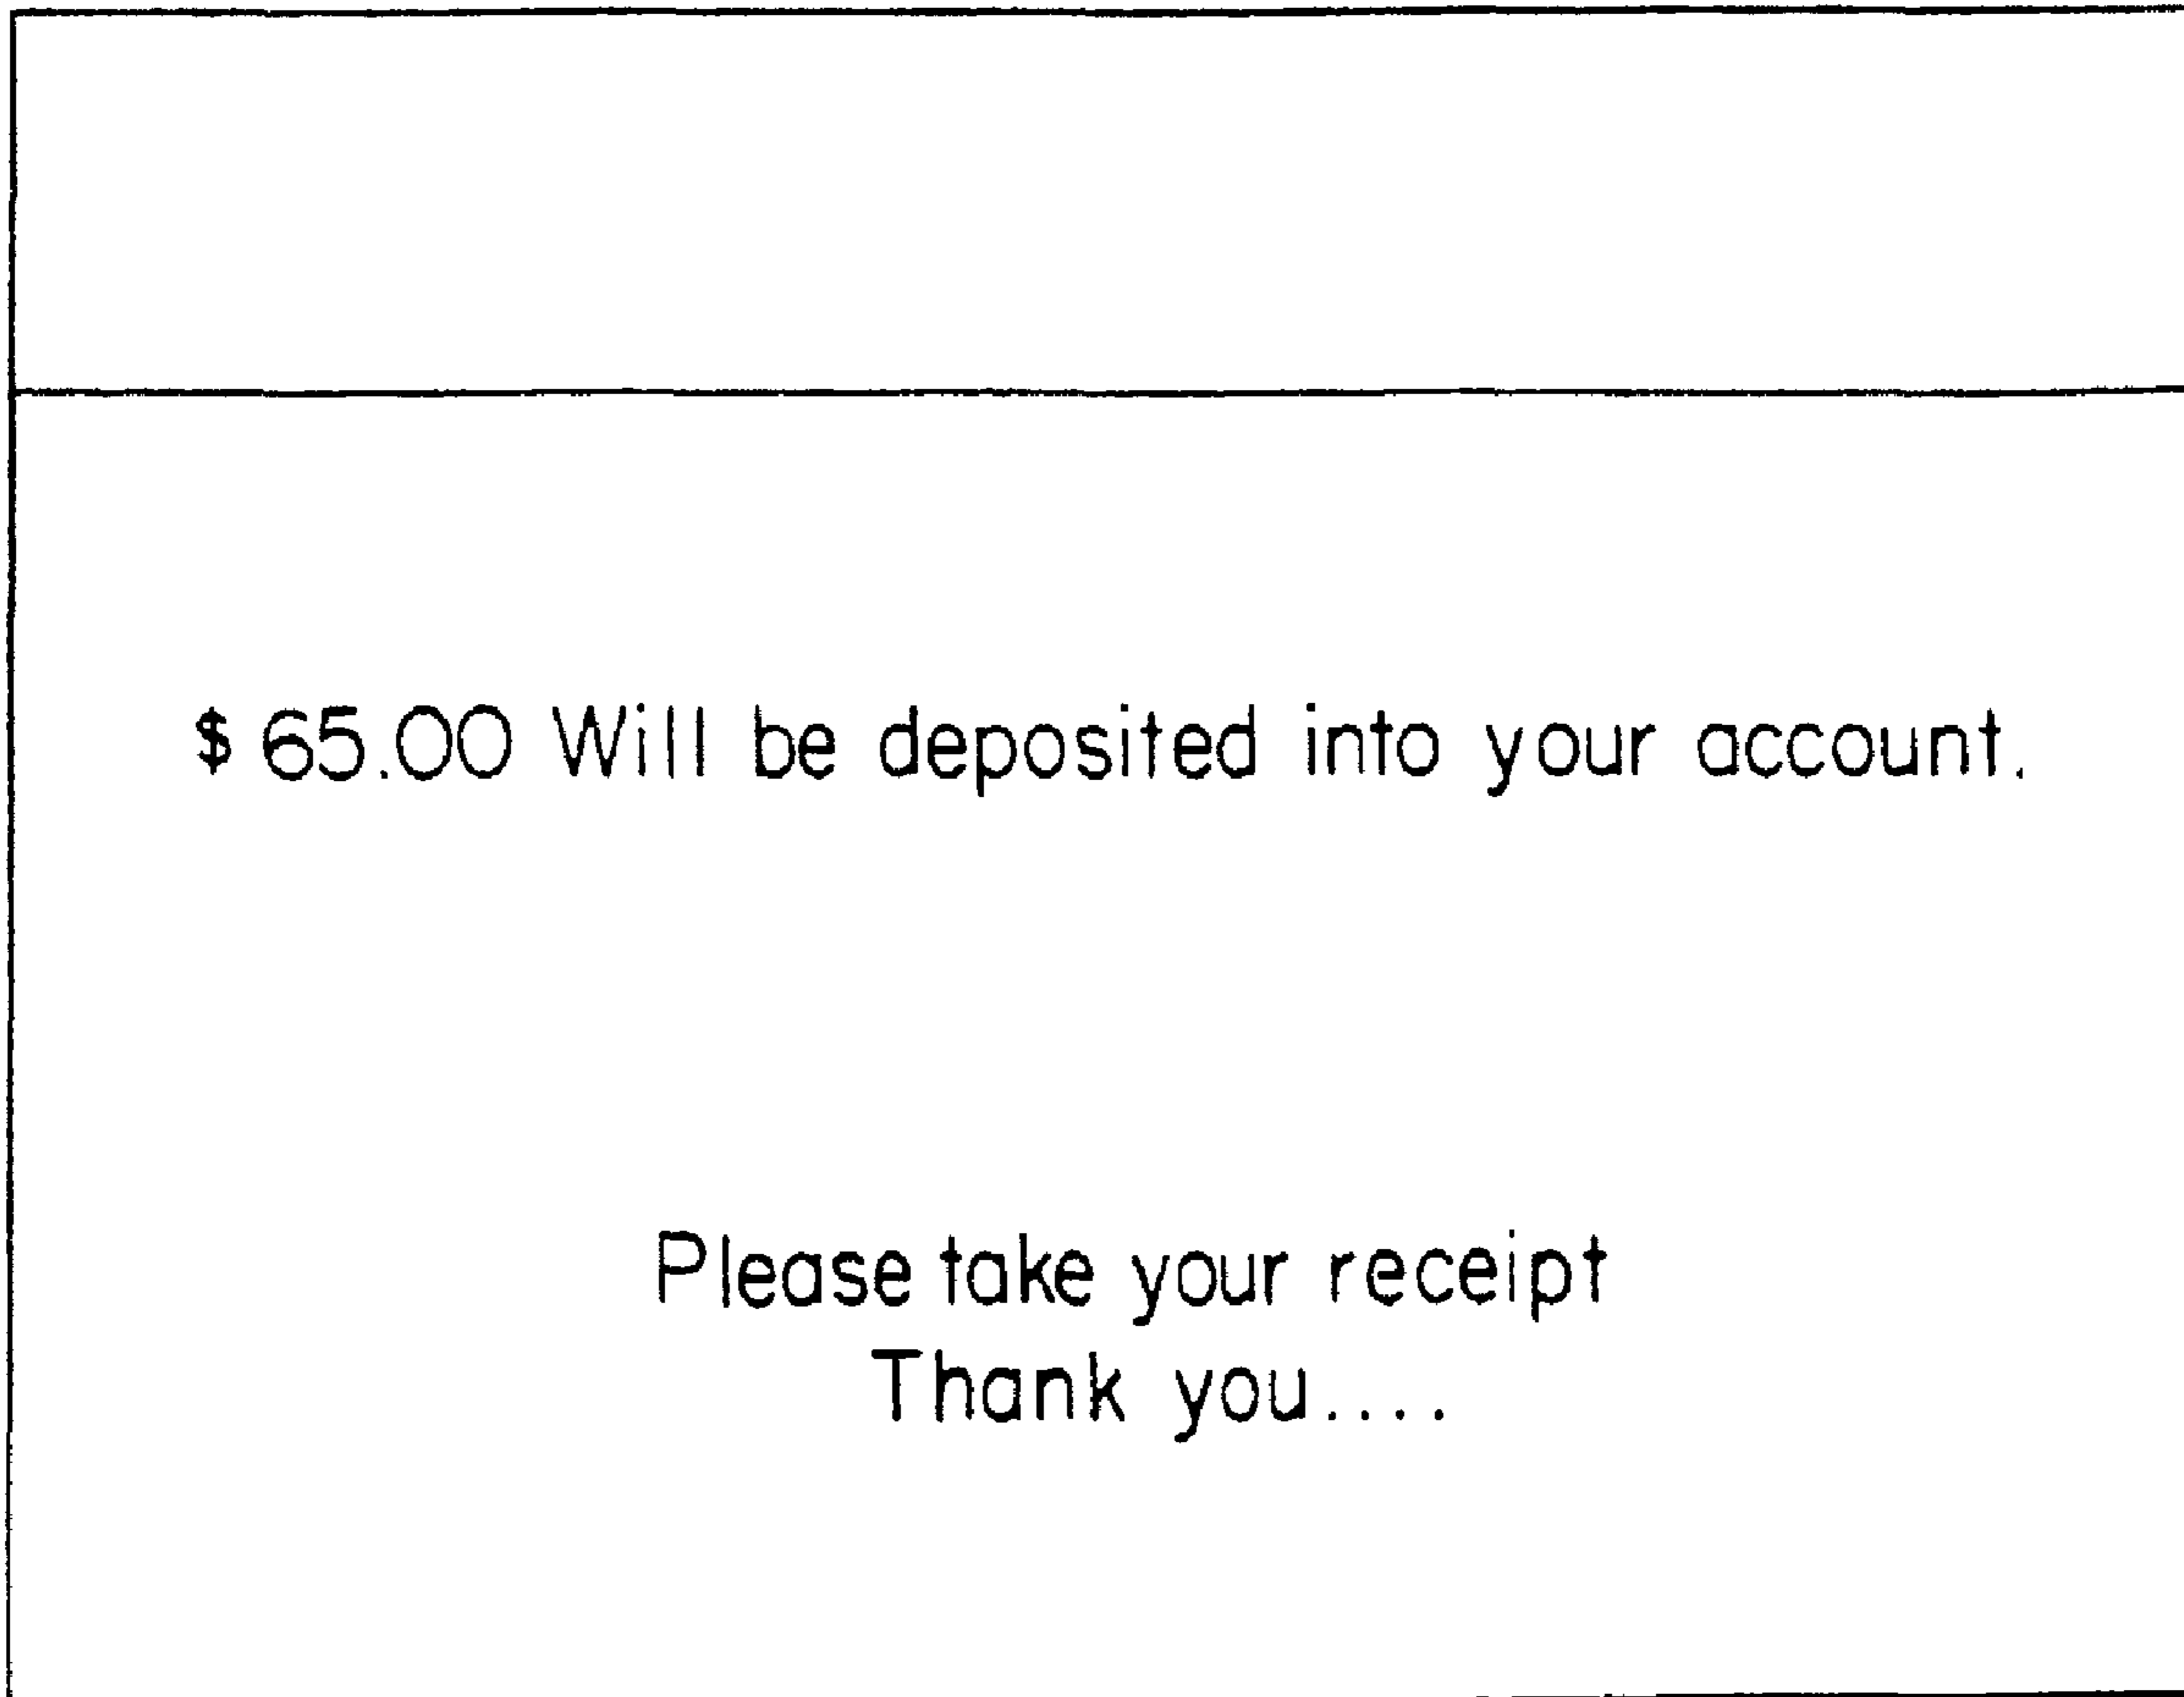 $ 65.00 Will be deposited into your account.
Please take your receipt
Thank you....